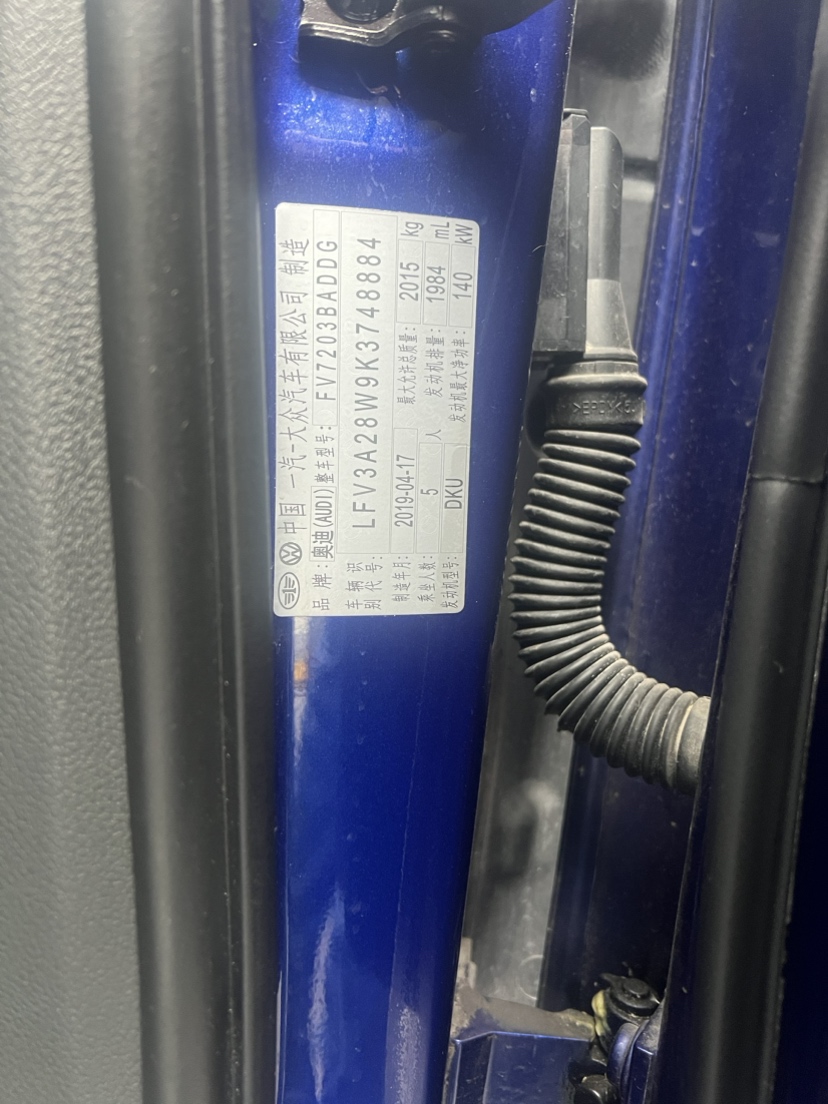 中国 一汽-大众汽车有限公司 制造
品牌: 奥迪(AUDI) 整车型号: FV7203BADDG
车辆识别代号: LFV3A28W9K3748884
制造年月: 2019-04-17 最大允许总质量: 2015 kg
乘坐人数: 5 人 发动机排量: 1984 mL
发动机型号: DKU 发动机最大净功率: 140 kW